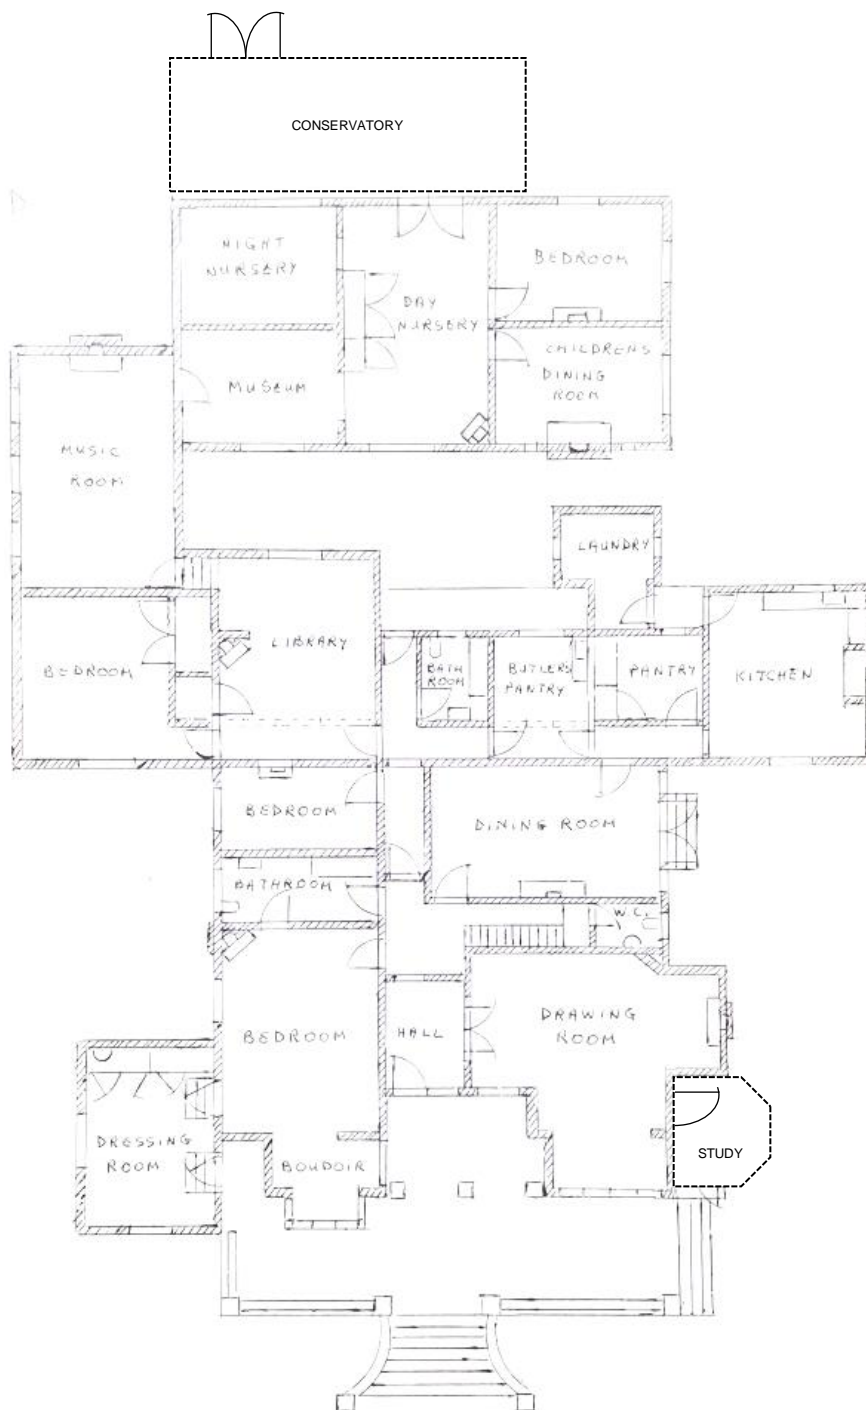 CONSERVATORY
NIGHT
NURSERY
DAY
NURSERY
BEDROOM
CHILDRENS
DINING
ROOM
MUSEUM
MUSIC
ROOM
LAUNDRY
LIBRARY
BEDROOM
BATH
ROOM
BUTLERS
PANTRY
PANTRY
KITCHEN
BEDROOM
DINING ROOM
BATHROOM
W.C.
BEDROOM
HALL
DRAWING
ROOM
DRESSING
ROOM
BOUDOIR
STUDY